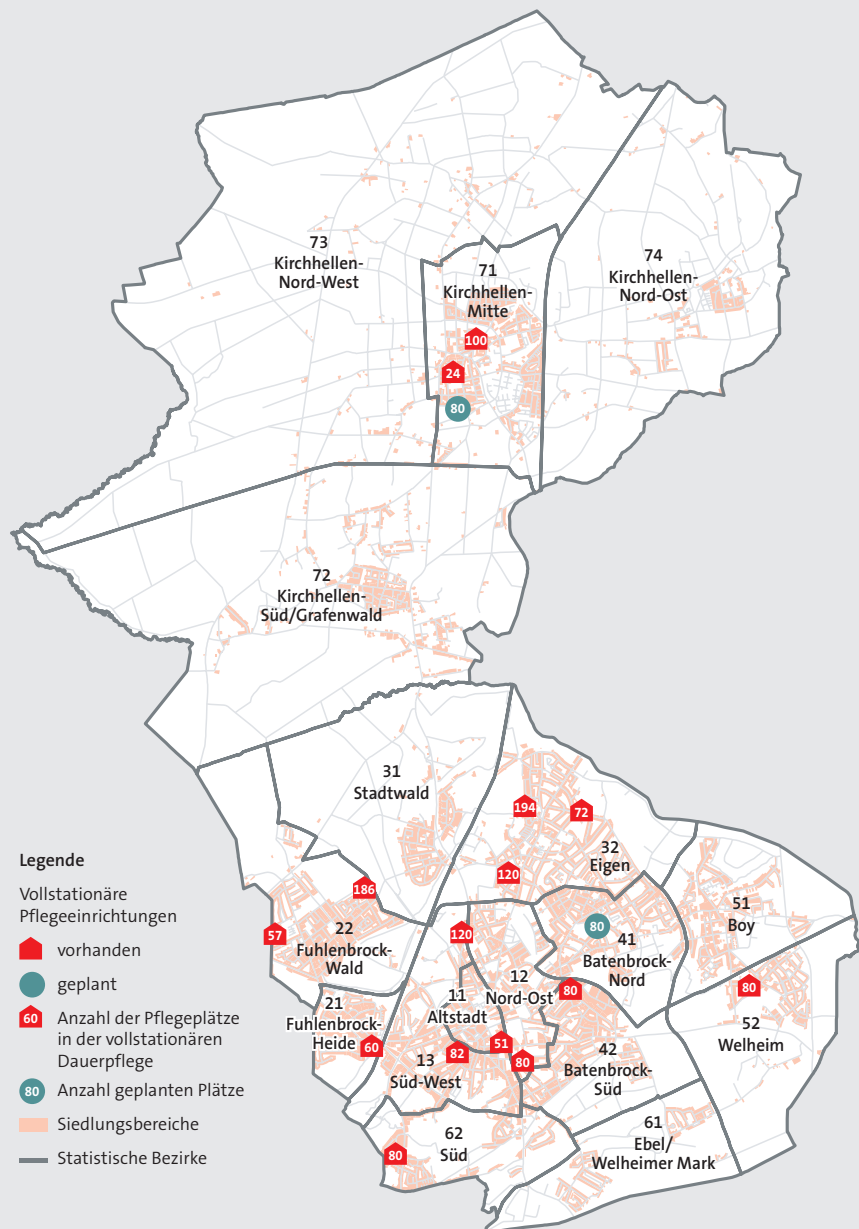 73
Kirchhellen-
Nord-West
71
Kirchhellen-
Mitte
74
Kirchhellen-
Nord-Ost
100
24
80
72
Kirchhellen-
Süd/Grafenwald
31
Stadtwald
194
72
32
Eigen
120
186
57
22
Fuhlenbrock-
Wald
120
80
41
Batenbrock-
Nord
51
Boy
12
Nord-Ost
80
80
52
Welheim
11
Altstadt
21
Fuhlenbrock-
Heide
60
13
Süd-West
82
51
80
42
Batenbrock-
Süd
62
Süd
80
61
Ebel/
Welheimer Mark
Legende
Vollstationäre
Pflegeeinrichtungen
vorhanden
geplant
60
Anzahl der Pflegeplätze
in der vollstationären
Dauerpflege
80
Anzahl geplanten Plätze
Siedlungsbereiche
Statistische Bezirke